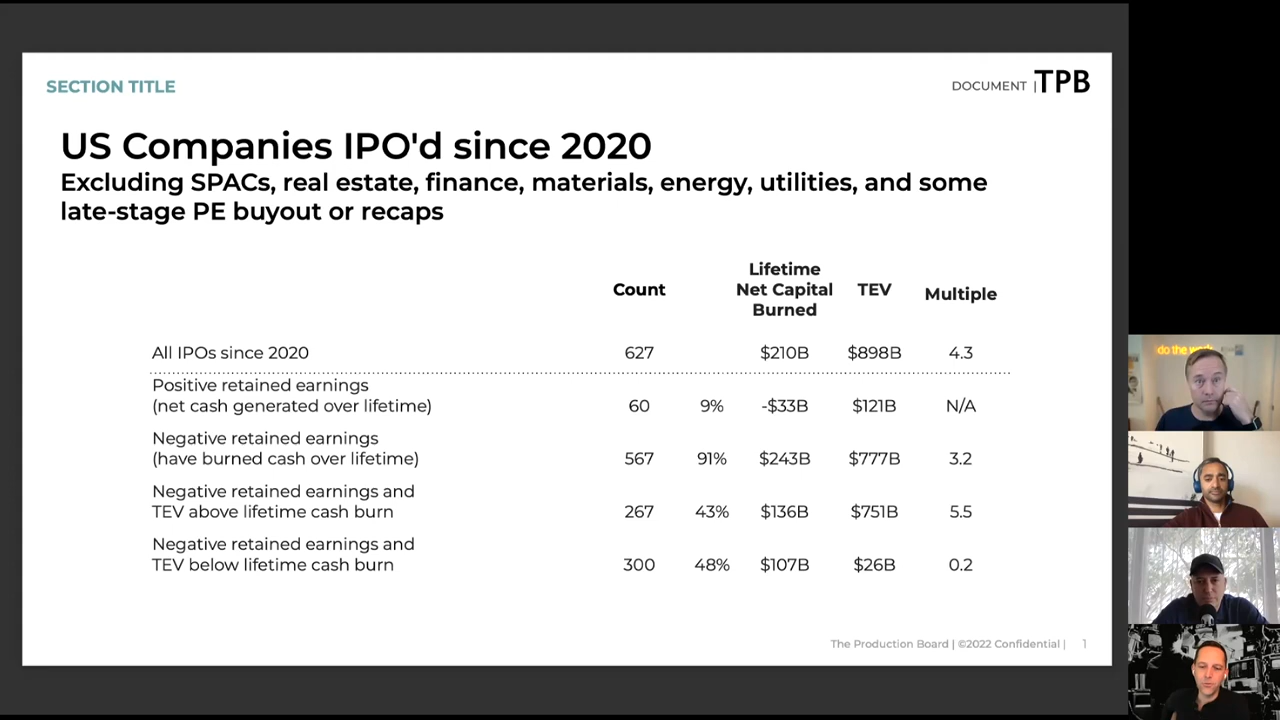 SECTION TITLE
DOCUMENT | TPB
US Companies IPO'd since 2020
Excluding SPACs, real estate, finance, materials, energy, utilities, and some
late-stage PE buyout or recaps
Count
Lifetime
Net Capital
Burned
TEV
Multiple
All IPOs since 2020 627 $210B $898B 4.3
Positive retained earnings
(net cash generated over lifetime) 60 9% -$33B $121B N/A
Negative retained earnings
(have burned cash over lifetime) 567 91% $243B $777B 3.2
Negative retained earnings and
TEV above lifetime cash burn 267 43% $136B $751B 5.5
Negative retained earnings and
TEV below lifetime cash burn 300 48% $107B $26B 0.2
The Production Board | ©2022 Confidential | 1
do the work